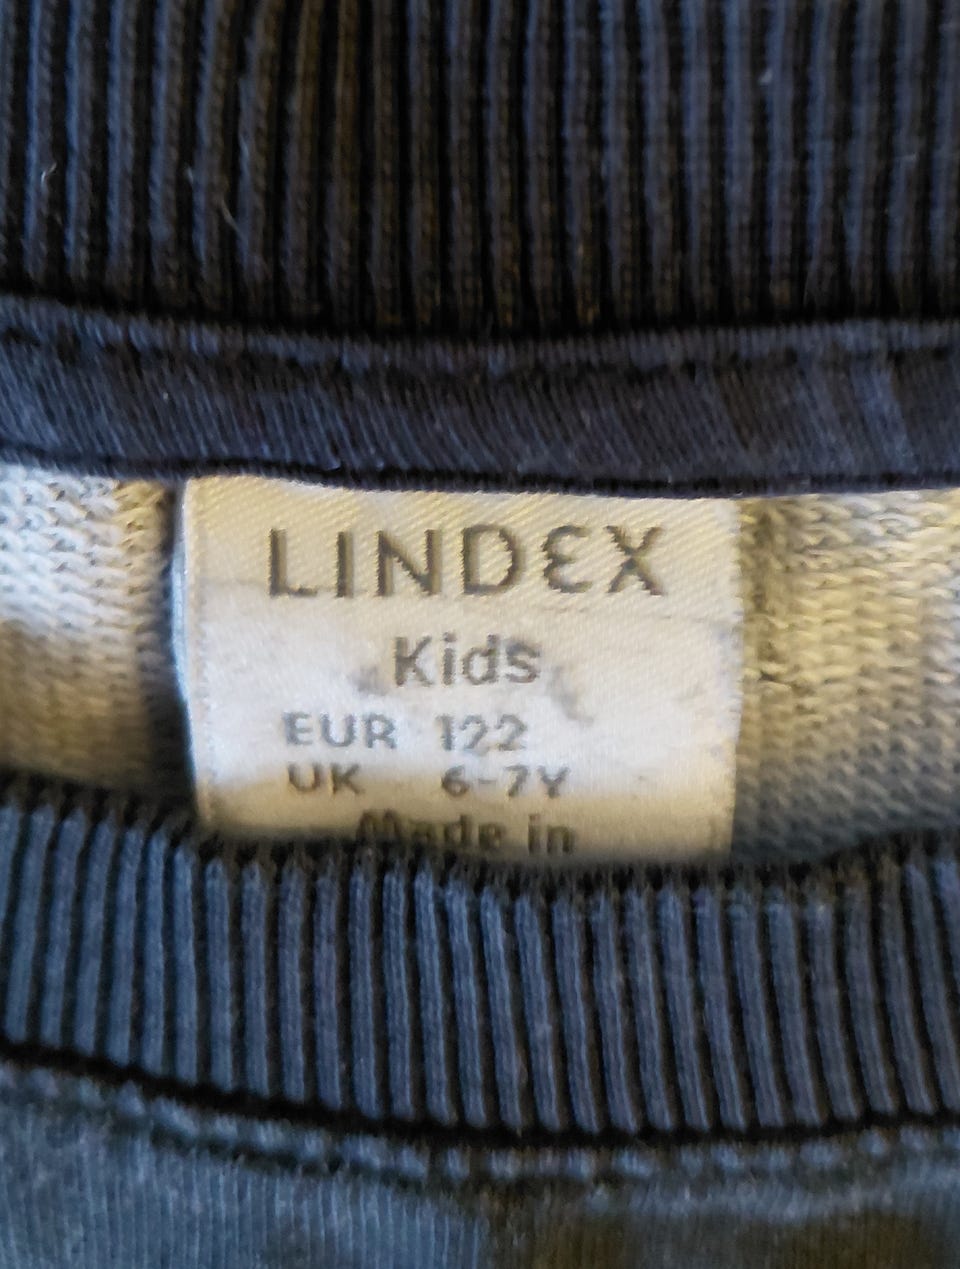 LINDEX
Kids
EUR 122
UK 6-7Y
Made in